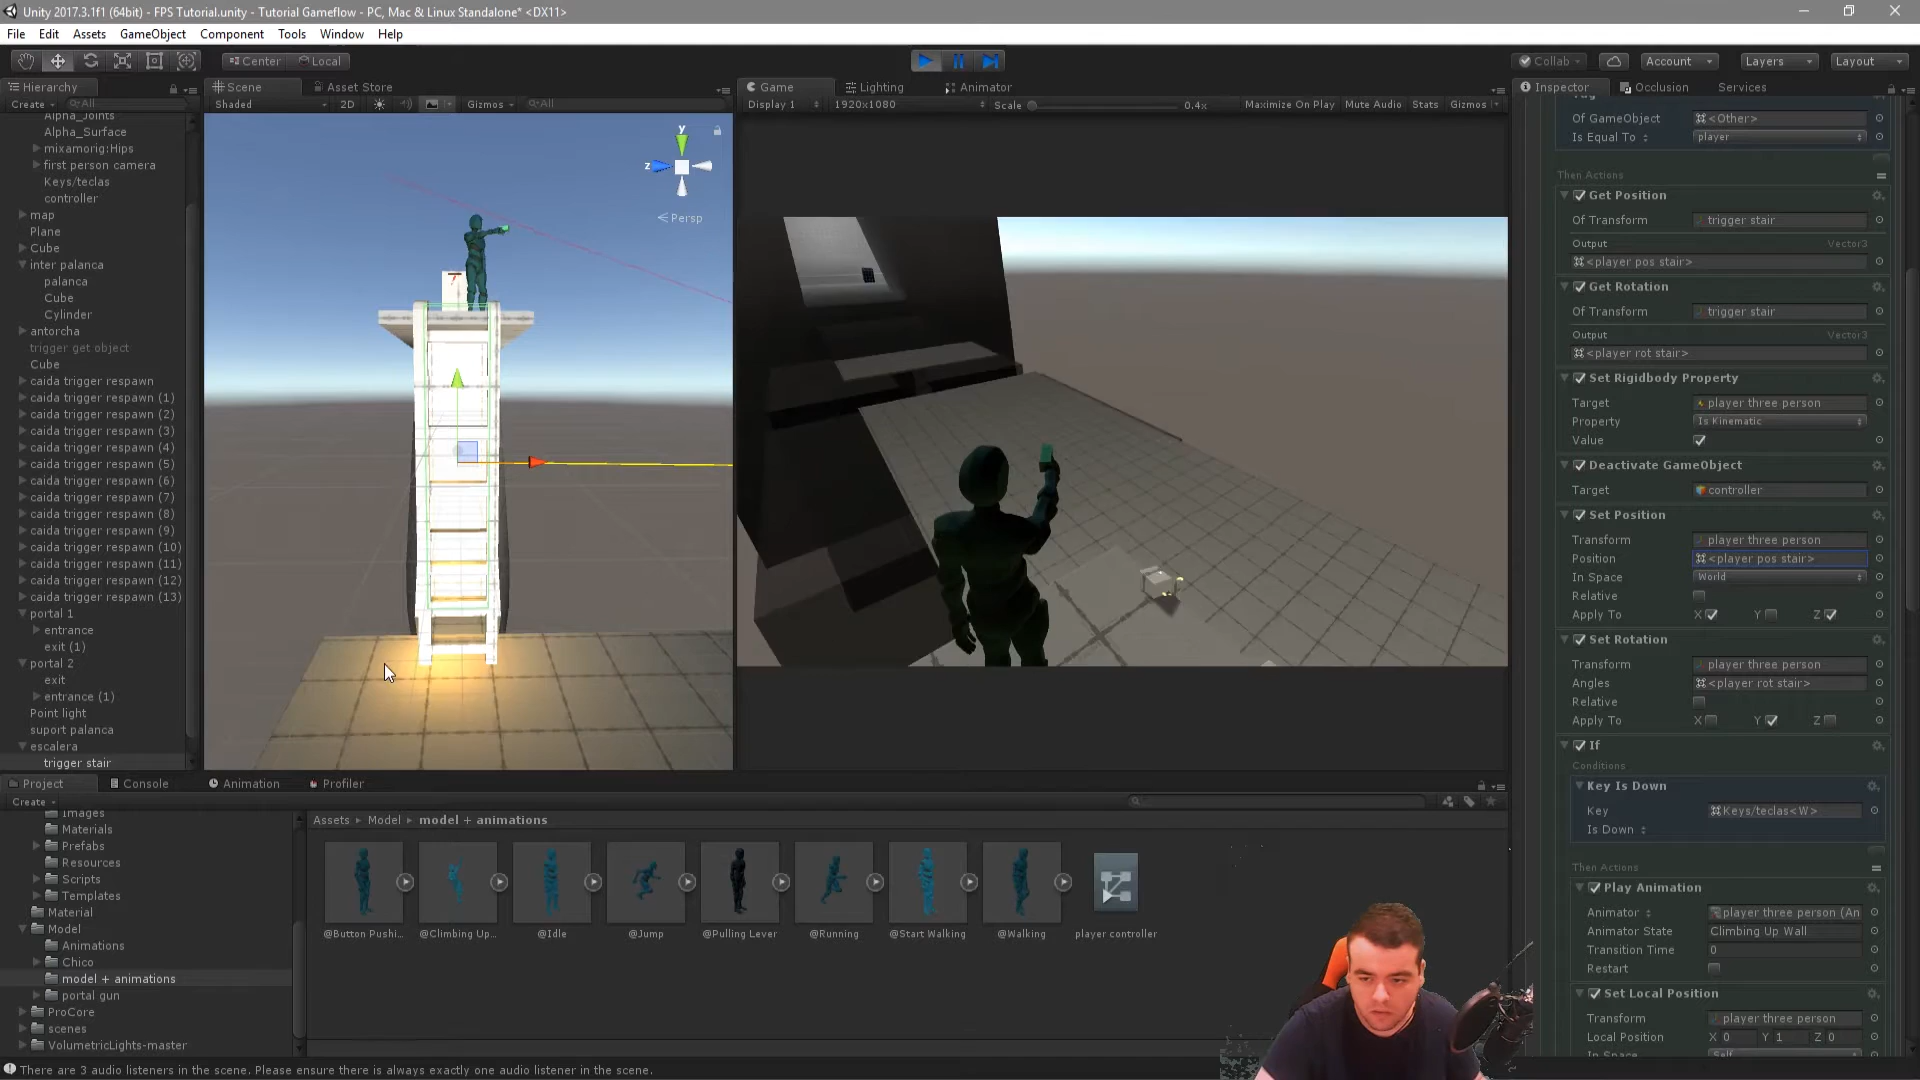 Unity 2017.3.1f1 (64bit) - FPS Tutorial.unity - Tutorial Gameflow - PC, Mac & Linux Standalone* <DX11>
File Edit Assets GameObject Component Tools Window Help
Center Local
Collab Account Layers Layout
Hierarchy
Create All
Alpha_Joints
Alpha_Surface
mixamorig:Hips
first person camera
Keys/teclas
controller
map
Plane
Cube
inter palanca
palanca
Cube
Cylinder
antorcha
trigger get object
Cube
caida trigger respawn
caida trigger respawn (1)
caida trigger respawn (2)
caida trigger respawn (3)
caida trigger respawn (4)
caida trigger respawn (5)
caida trigger respawn (6)
caida trigger respawn (7)
caida trigger respawn (8)
caida trigger respawn (9)
caida trigger respawn (10)
caida trigger respawn (11)
caida trigger respawn (12)
caida trigger respawn (13)
portal 1
entrance
exit (1)
portal 2
exit
entrance (1)
Point light
suport palanca
escalera
trigger stair
Scene Asset Store
Shaded 2D Gizmos All
y
z
Persp
Game Lighting Animator
Display 1 1920x1080 Scale 0.4x Maximize On Play Mute Audio Stats Gizmos
Inspector Occlusion Services
Of GameObject <Other>
Is Equal To player
Then Actions
Get Position
Of Transform trigger stair
Output Vector3
<player pos stair>
Get Rotation
Of Transform trigger stair
Output Vector3
<player rot stair>
Set Rigidbody Property
Target player three person
Property Is Kinematic
Value
Deactivate GameObject
Target controller
Set Position
Transform player three person
Position <player pos stair>
In Space World
Relative
Apply To X Y Z
Set Rotation
Transform player three person
Angles <player rot stair>
Relative
Apply To X Y Z
If
Conditions
Key Is Down
Key Keys/teclas<W>
Is Down
Then Actions
Play Animation
Animator player three person (An
Animator State Climbing Up Wall
Transition Time 0
Restart
Set Local Position
Transform player three person
Local Position X 0 Y 1 Z 0
In Space Self
Project Console Animation Profiler
Create
Images
Materials
Prefabs
Resources
Scripts
Templates
Material
Model
Animations
Chico
model + animations
portal gun
ProCore
scenes
VolumetricLights-master
Assets Model model + animations
@Button Pushi... @Climbing Up... @Idle @Jump @Pulling Lever @Running @Start Walking @Walking player controller
There are 3 audio listeners in the scene. Please ensure there is always exactly one audio listener in the scene.